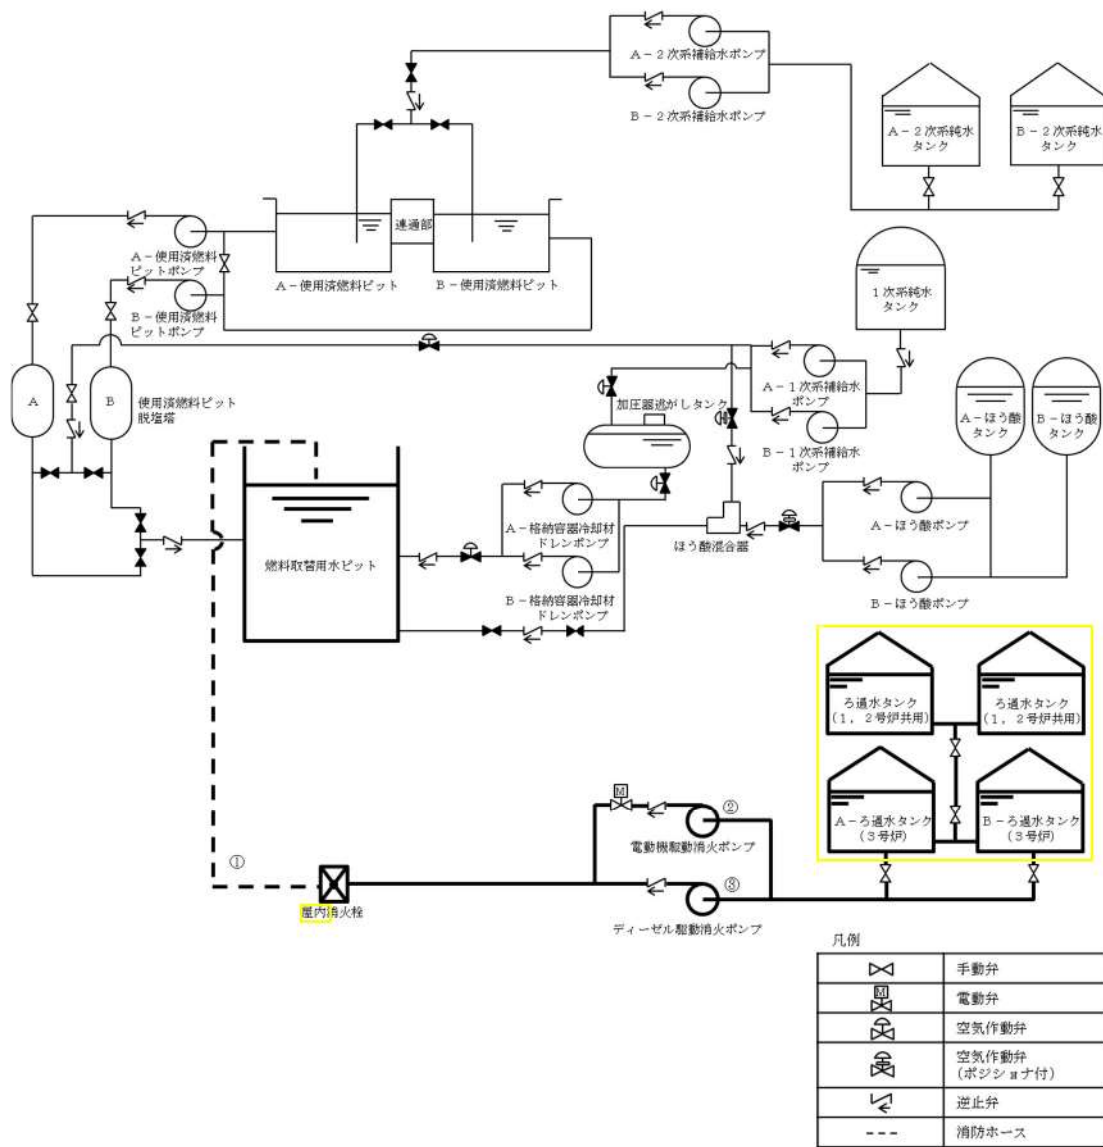 A-2次系補給水ポンプ
B-2次系補給水ポンプ
A-2次系純水
タンク
B-2次系純水
タンク
連通部
A-使用済燃料
ピットポンプ
A-使用済燃料ピット
B-使用済燃料ピット
B-使用済燃料
ピットポンプ
1次系純水
タンク
A
B
使用済燃料ピット
脱塩塔
加圧器逃がしタンク
A-1次系補給水
ポンプ
B-1次系補給水
ポンプ
A-ほう酸
タンク
B-ほう酸
タンク
A-格納容器冷却材
ドレンポンプ
ほう酸混合器
A-ほう酸ポンプ
燃料取替用水ピット
B-格納容器冷却材
ドレンポンプ
B-ほう酸ポンプ
ろ過水タンク
(1，2号炉共用)
ろ過水タンク
(1，2号炉共用)
M
②
A-ろ過水タンク
(3号炉)
B-ろ過水タンク
(3号炉)
電動機駆動消火ポンプ
①
③
屋内消火栓
ディーゼル駆動消火ポンプ
凡例
手動弁
M
電動弁
空気作動弁
空気作動弁
(ポジショナ付)
逆止弁
消防ホース